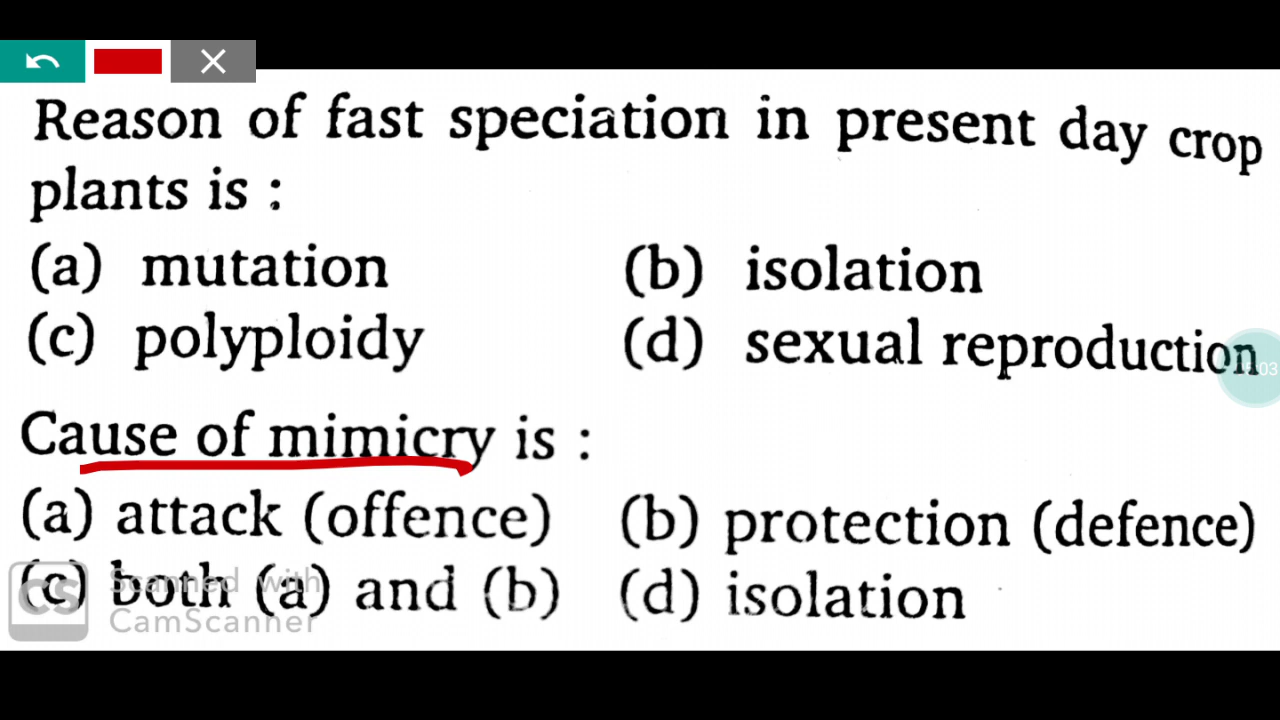 Reason of fast speciation in present day crop
plants is :
(a) mutation (b) isolation
(c) polyploidy (d) sexual reproduction
Cause of mimicry is :
(a) attack (offence) (b) protection (defence)
(c) both (a) and (b) (d) isolation
CS Scanned with
CamScanner